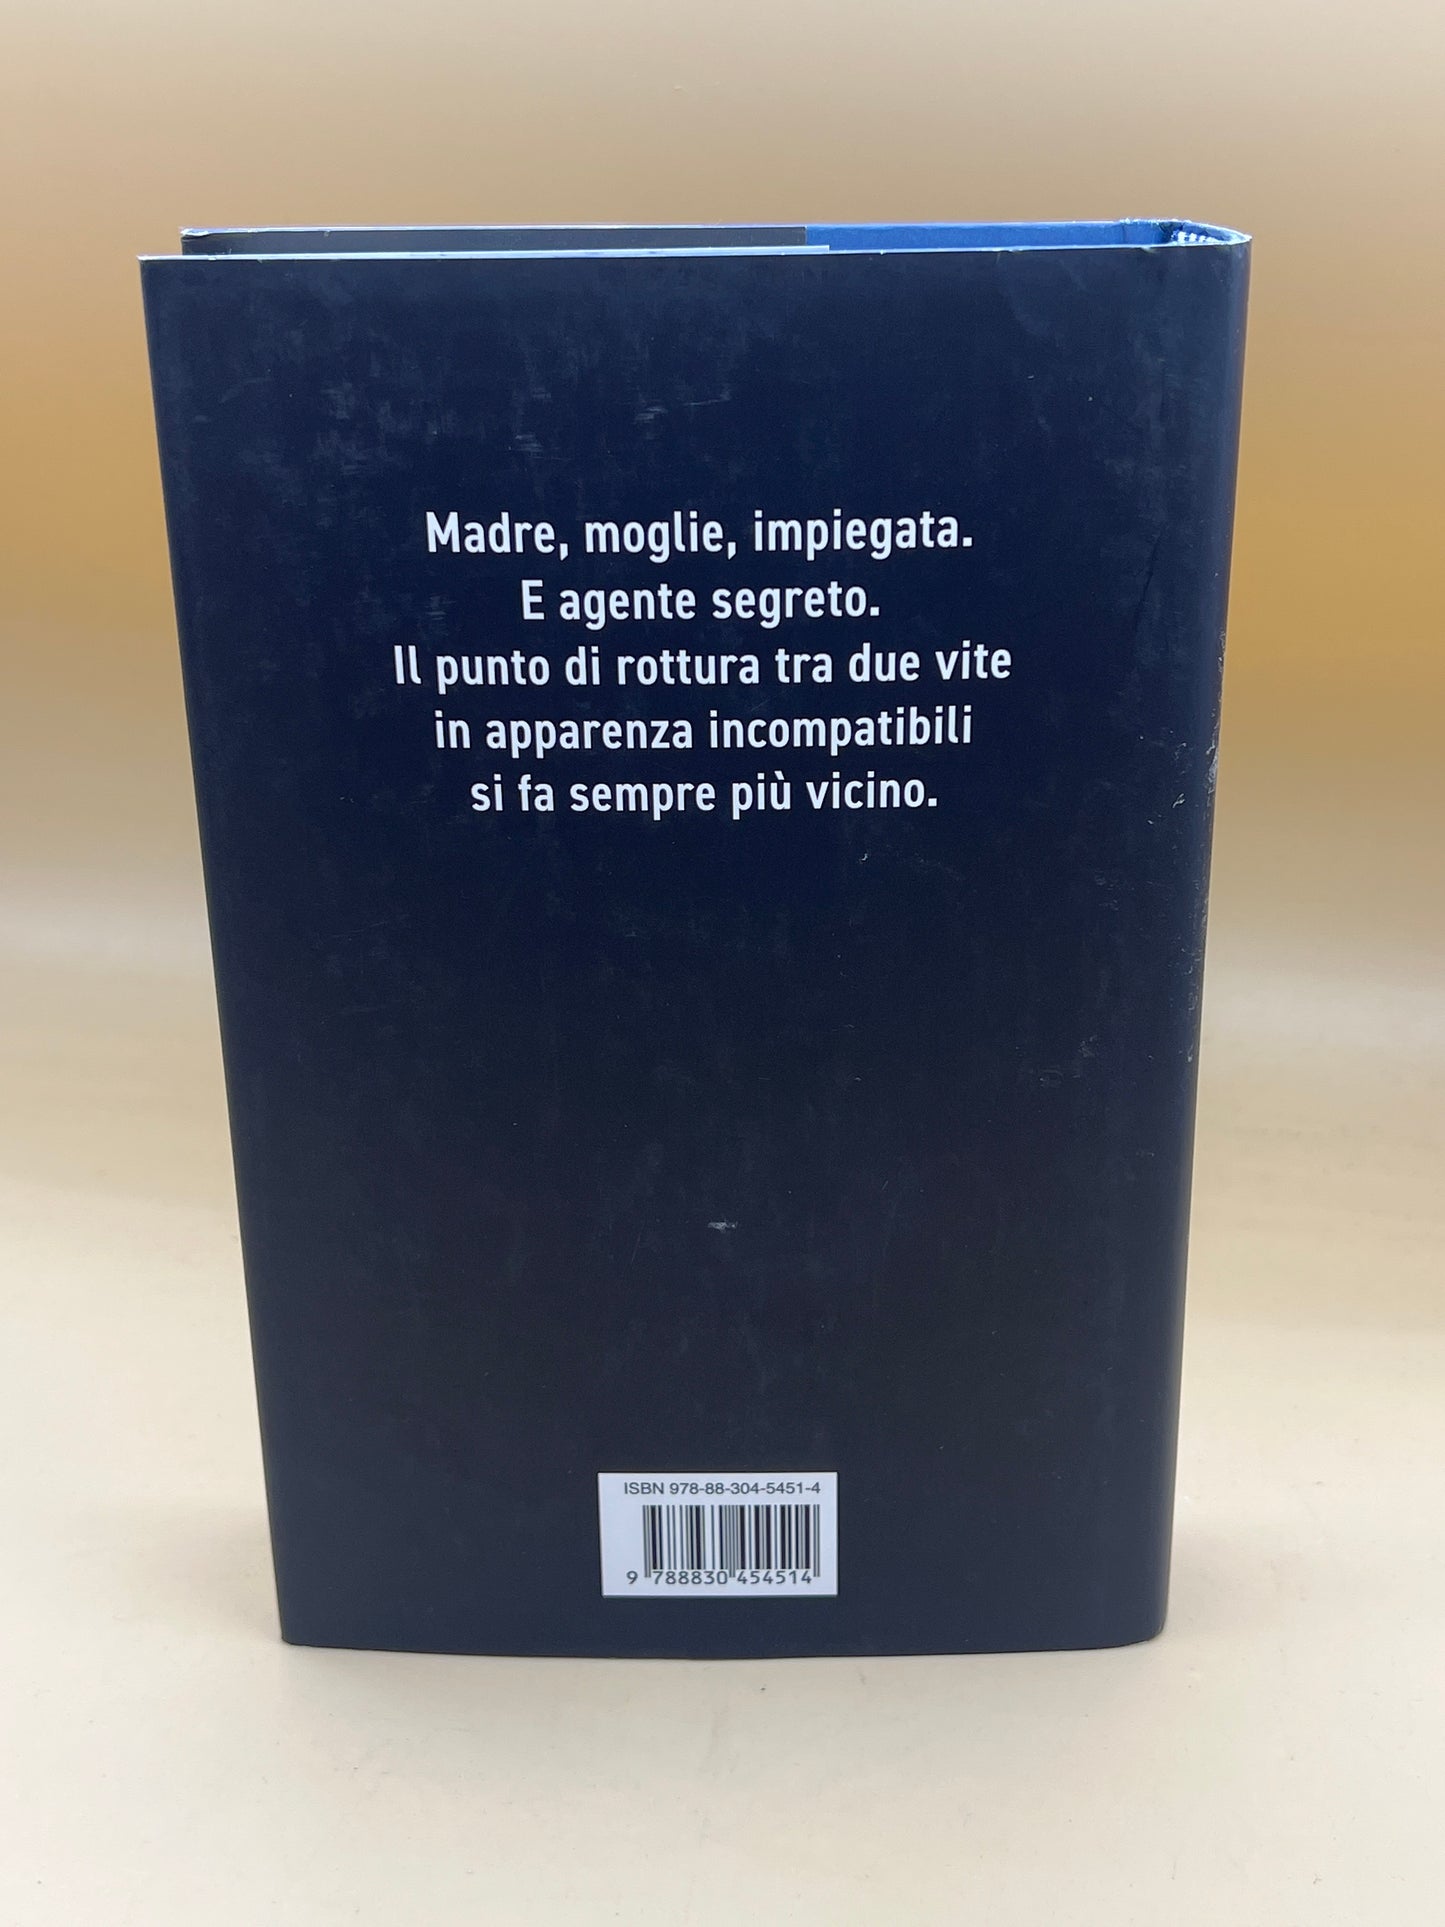 Madre, moglie, impiegata.
E agente segreto.
Il punto di rottura tra due vite
in apparenza incompatibili
si fa sempre più vicino.
ISBN 978-88-304-5451-4
9 788830 454514